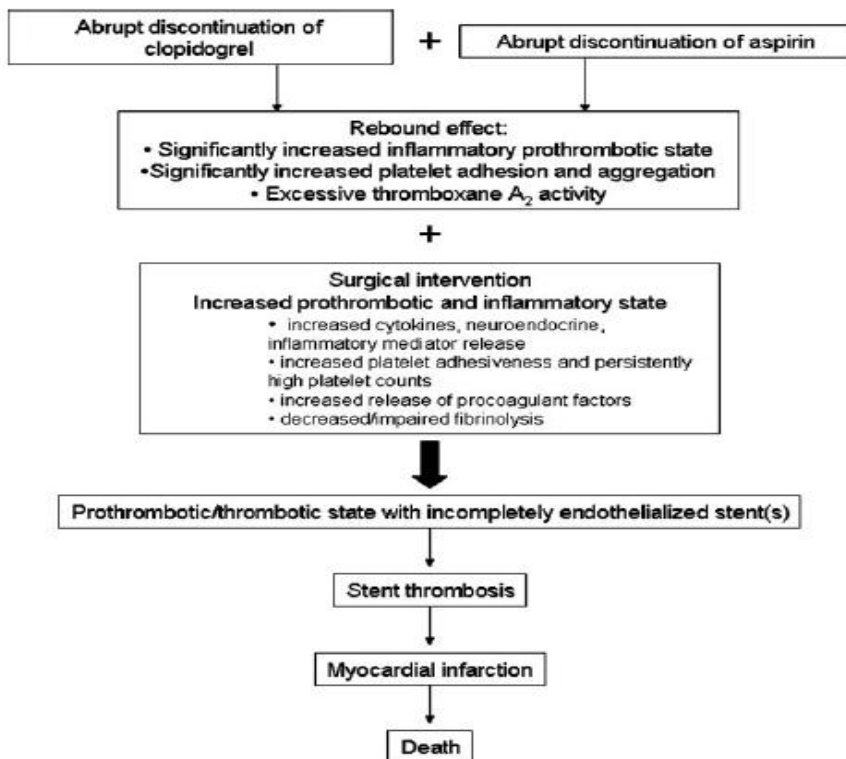 Abrupt discontinuation of
clopidogrel
+
Abrupt discontinuation of aspirin
Rebound effect:
• Significantly increased inflammatory prothrombotic state
•Significantly increased platelet adhesion and aggregation
• Excessive thromboxane A₂ activity
+
Surgical intervention
Increased prothrombotic and inflammatory state
• increased cytokines, neuroendocrine,
inflammatory mediator release
• increased platelet adhesiveness and persistently
high platelet counts
• increased release of procoagulant factors
• decreased/impaired fibrinolysis
Prothrombotic/thrombotic state with incompletely endothelialized stent(s)
Stent thrombosis
Myocardial infarction
Death